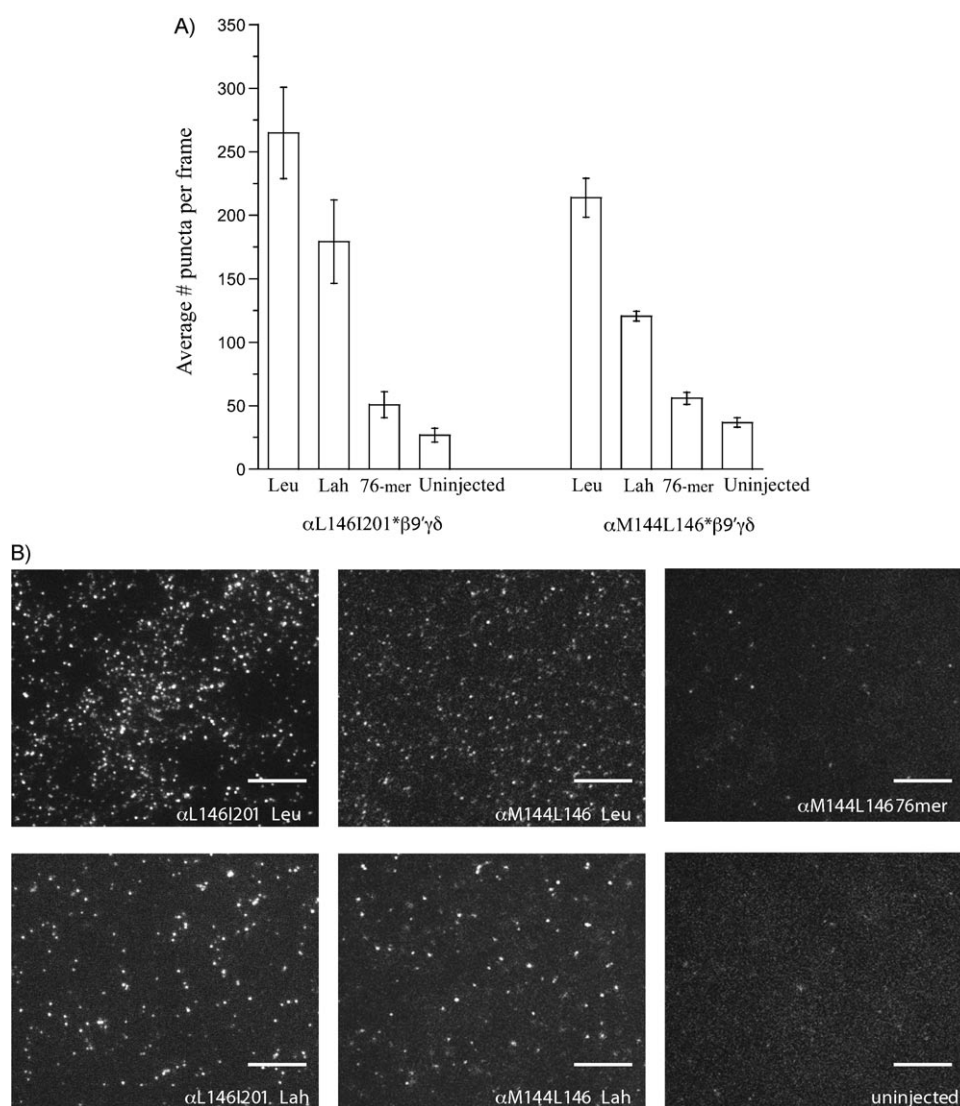 A)
Average # puncta per frame
350
300
250
200
150
100
50
0
Leu Lah 76-mer Uninjected Leu Lah 76-mer Uninjected
αL146I201*β9′γδ αM144L146*β9′γδ
B)
αL146I201 Leu αM144L146 Leu αM144L14676mer
αL146I201 Lah αM144L146 Lah uninjected